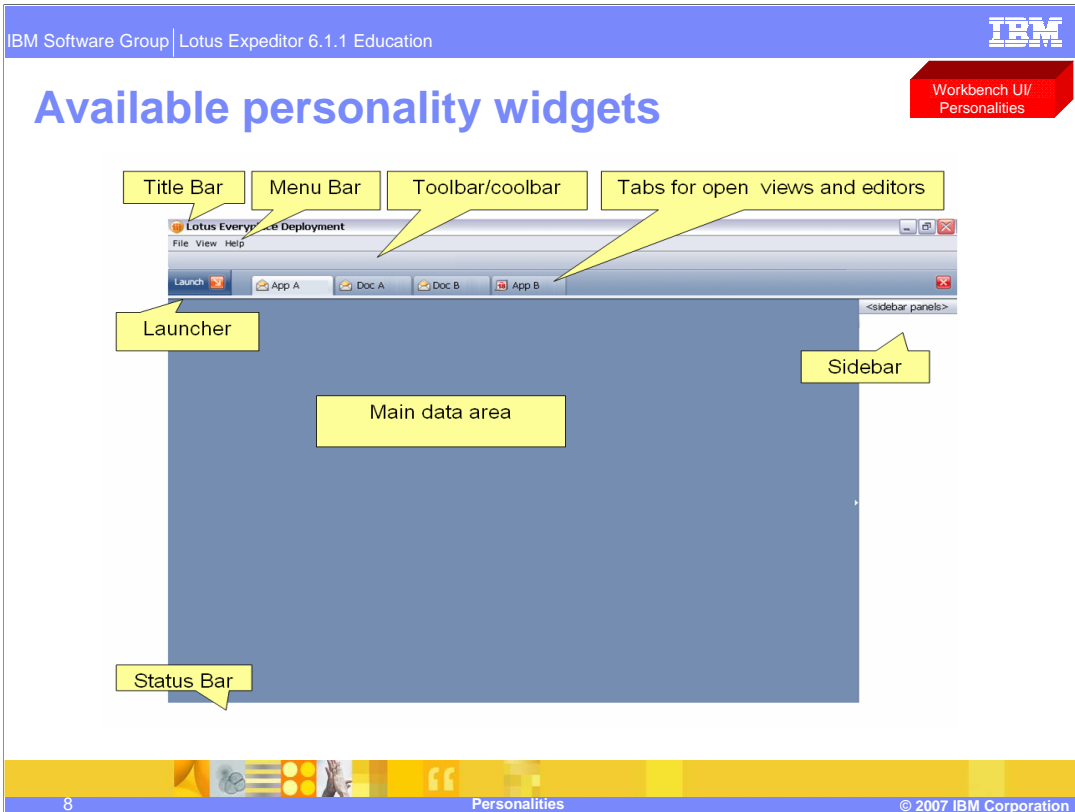 IBM Software Group Lotus Expeditor 6.1.1 Education
IBM
Available personality widgets
Workbench UI/
Personalities
Title Bar
Menu Bar
Toolbar/coolbar
Tabs for open views and editors
Lotus Everyplace Deployment
File View Help
Launch
App A
Doc A
Doc B
App B
<sidebar panels>
Launcher
Sidebar
Main data area
Status Bar
8
Personalities
© 2007 IBM Corporation